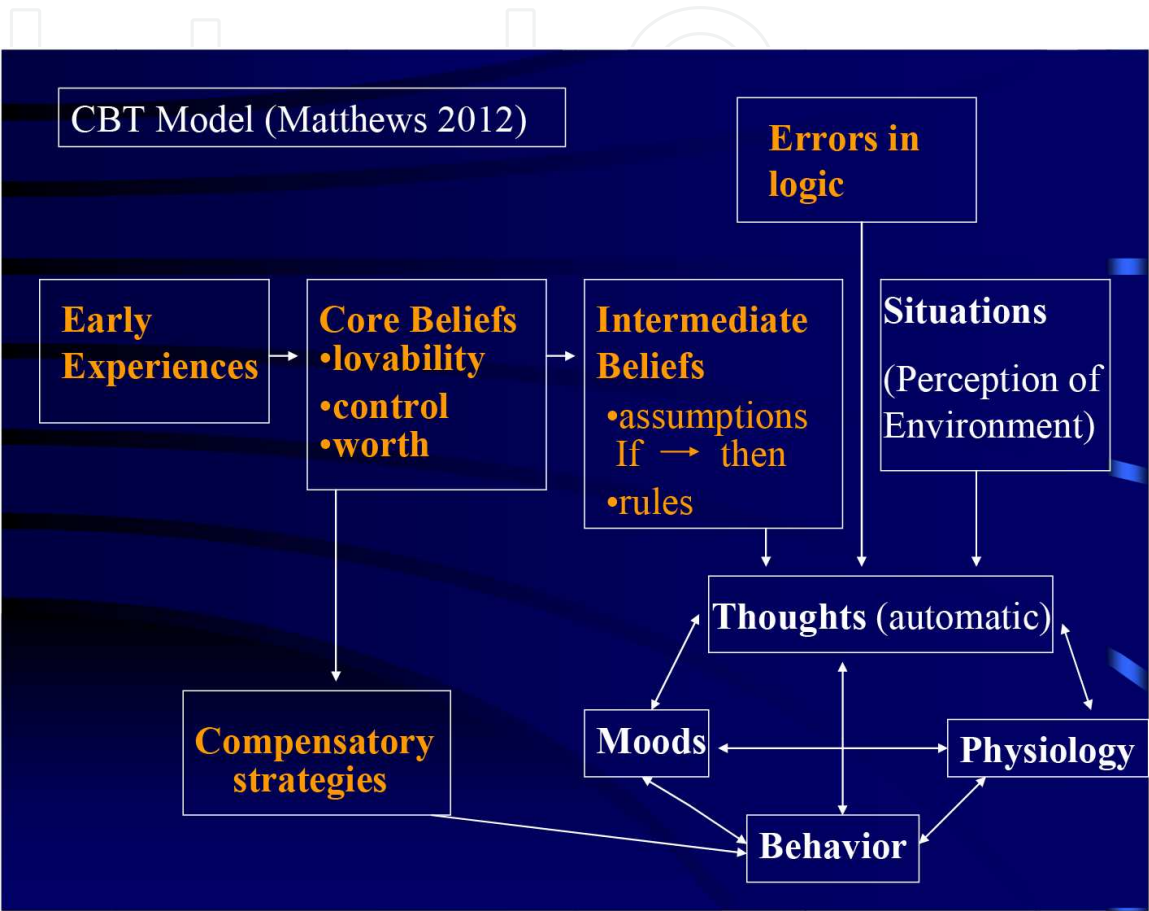 CBT Model (Matthews 2012)
Errors in
logic
Early
Experiences
Core Beliefs
•lovability
•control
•worth
Intermediate
Beliefs
•assumptions
If → then
•rules
Situations
(Perception of
Environment)
Thoughts (automatic)
Compensatory
strategies
Moods
Physiology
Behavior